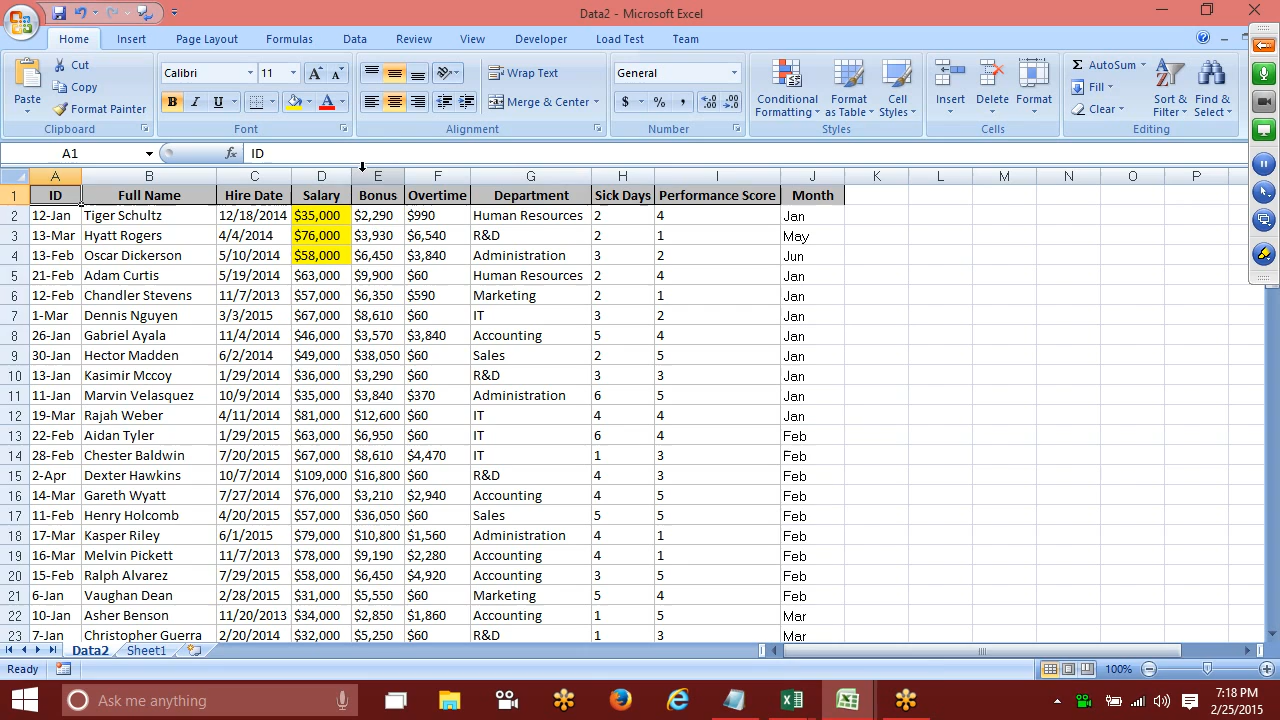 Data2 - Microsoft Excel
Home Insert Page Layout Formulas Data Review View Developer Load Test Team
Paste Cut Copy Format Painter Clipboard
Calibri 11 B I U A Font
Wrap Text Merge & Center Alignment
General $ % , Number
Conditional Formatting Format as Table Cell Styles Styles
Insert Delete Format Cells
AutoSum Fill Clear Sort & Filter Find & Select Editing
A1 fx ID
A B C D E F G H I J K L M N O P
1 ID Full Name Hire Date Salary Bonus Overtime Department Sick Days Performance Score Month
2 12-Jan Tiger Schultz 12/18/2014 $35,000 $2,290 $990 Human Resources 2 4 Jan
3 13-Mar Hyatt Rogers 4/4/2014 $76,000 $3,930 $6,540 R&D 2 1 May
4 13-Feb Oscar Dickerson 5/10/2014 $58,000 $6,450 $3,840 Administration 3 2 Jun
5 21-Feb Adam Curtis 5/19/2014 $63,000 $9,900 $60 Human Resources 2 4 Jan
6 12-Feb Chandler Stevens 11/7/2013 $57,000 $6,350 $590 Marketing 2 1 Jan
7 1-Mar Dennis Nguyen 3/3/2015 $67,000 $8,610 $60 IT 3 2 Jan
8 26-Jan Gabriel Ayala 11/4/2014 $46,000 $3,570 $3,840 Accounting 5 4 Jan
9 30-Jan Hector Madden 6/2/2014 $49,000 $38,050 $60 Sales 2 5 Jan
10 13-Jan Kasimir Mccoy 1/29/2014 $36,000 $3,290 $60 R&D 3 3 Jan
11 11-Jan Marvin Velasquez 10/9/2014 $35,000 $3,840 $370 Administration 6 5 Jan
12 19-Mar Rajah Weber 4/11/2014 $81,000 $12,600 $60 IT 4 4 Jan
13 22-Feb Aidan Tyler 1/29/2015 $63,000 $6,950 $60 IT 6 4 Feb
14 28-Feb Chester Baldwin 7/20/2015 $67,000 $8,610 $4,470 IT 1 3 Feb
15 2-Apr Dexter Hawkins 10/7/2014 $109,000 $16,800 $60 R&D 4 3 Feb
16 14-Mar Gareth Wyatt 7/27/2014 $76,000 $3,210 $2,940 Accounting 4 5 Feb
17 11-Feb Henry Holcomb 4/20/2015 $57,000 $36,050 $60 Sales 5 5 Feb
18 17-Mar Kasper Riley 6/1/2015 $79,000 $10,800 $1,560 Administration 4 1 Feb
19 16-Mar Melvin Pickett 11/7/2013 $78,000 $9,190 $2,280 Accounting 4 1 Feb
20 15-Feb Ralph Alvarez 7/29/2015 $58,000 $6,450 $4,920 Accounting 3 5 Feb
21 6-Jan Vaughan Dean 2/28/2015 $31,000 $5,550 $60 Marketing 5 4 Feb
22 10-Jan Asher Benson 11/20/2013 $34,000 $2,850 $1,860 Accounting 1 5 Mar
23 7-Jan Christopher Guerra 2/20/2014 $32,000 $5,250 $60 R&D 1 3 Mar
Data2 Sheet1
Ready 100%
Ask me anything 7:18 PM
2/25/2015